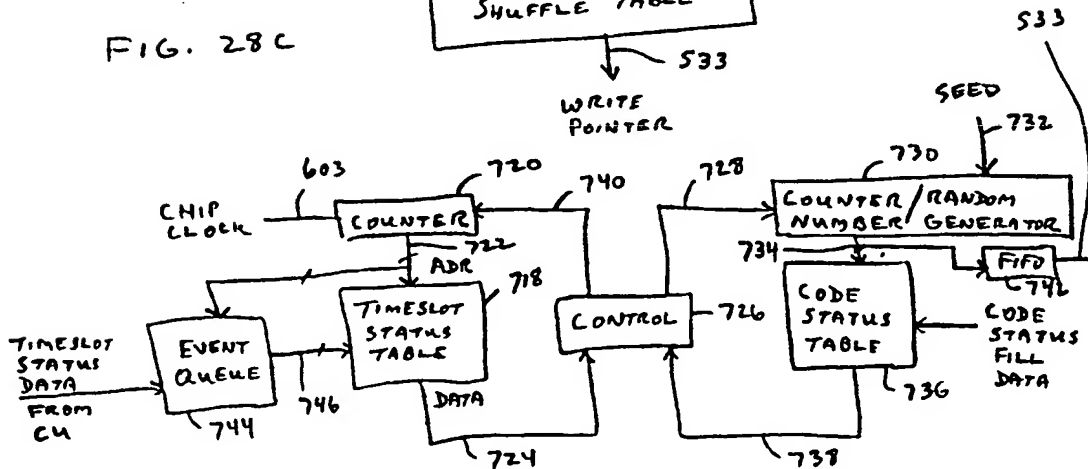 SHUFFLE TABLE
533
FIG. 28C
533
WRITE
POINTER
SEED
732
603
720
740
728
730
CHIP
CLOCK
COUNTER
COUNTER / RANDOM
NUMBER GENERATOR
722
ADR
734
FIFO
742
718
TIMESLOT
STATUS
TABLE
CONTROL
726
CODE
STATUS
TABLE
CODE
STATUS
FILL
DATA
TIMESLOT
STATUS
DATA
FROM
CU
EVENT
QUEUE
746
744
DATA
736
724
738